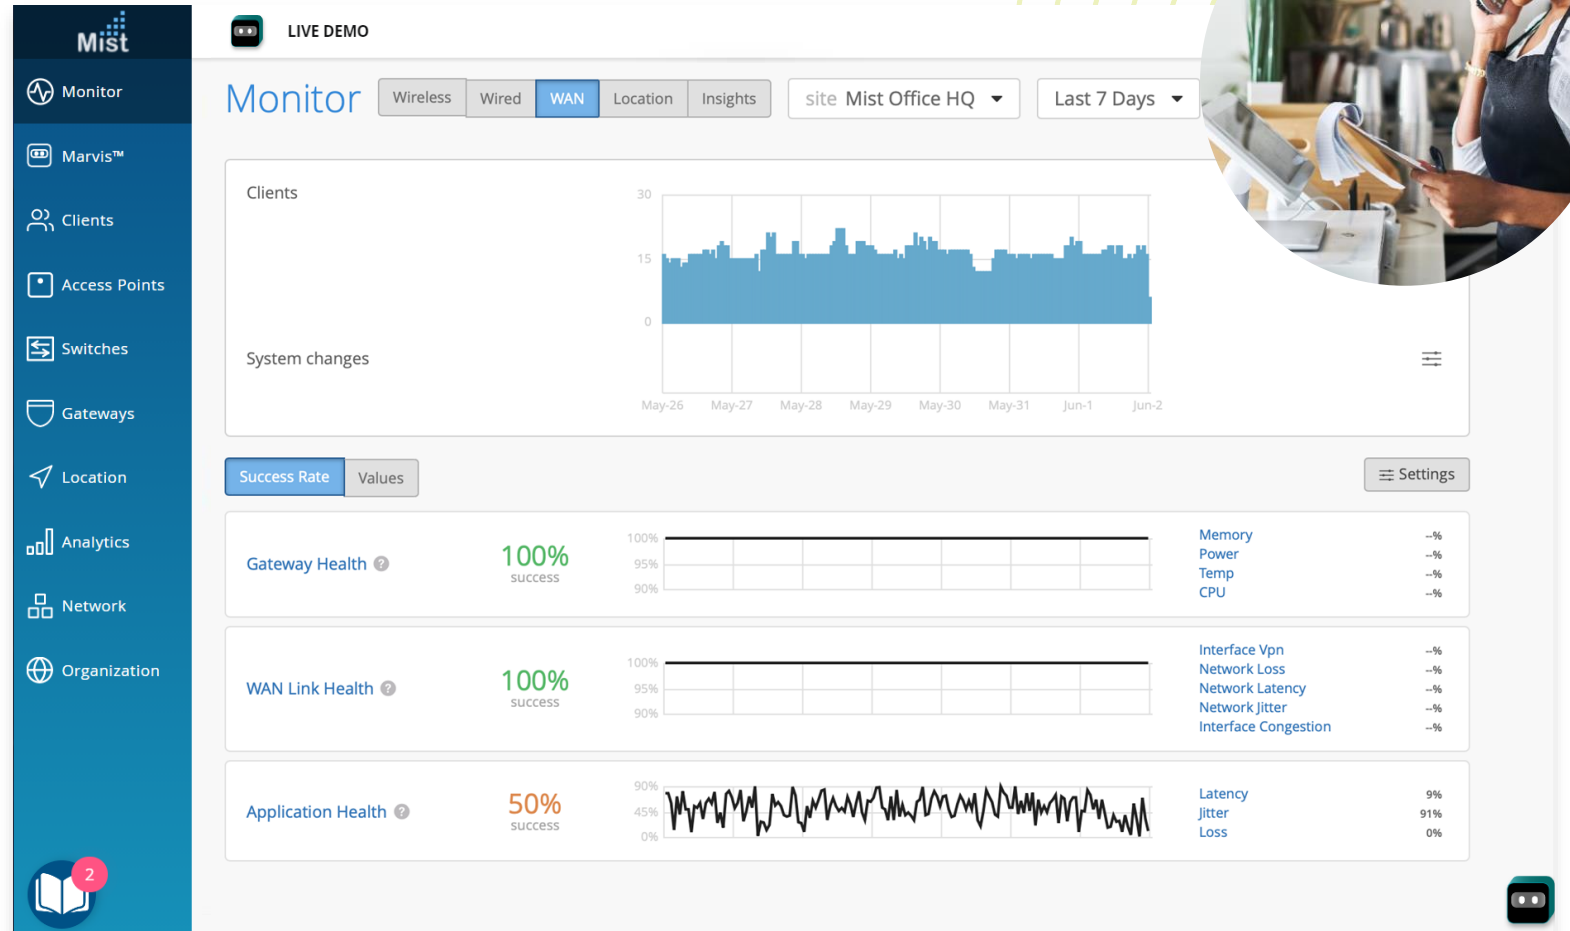 Mist
LIVE DEMO
Monitor
Marvis™
Clients
Access Points
Switches
Gateways
Location
Analytics
Network
Organization
2
Monitor
Wireless Wired WAN Location Insights
site Mist Office HQ
Last 7 Days
Clients
30
15
0
System changes
May-26 May-27 May-28 May-29 May-30 May-31 Jun-1 Jun-2
Success Rate Values
Settings
Gateway Health ?
100%
success
100%
95%
90%
Memory --%
Power --%
Temp --%
CPU --%
WAN Link Health ?
100%
success
100%
95%
90%
Interface Vpn --%
Network Loss --%
Network Latency --%
Network Jitter --%
Interface Congestion --%
Application Health ?
50%
success
90%
45%
0%
Latency 9%
Jitter 91%
Loss 0%